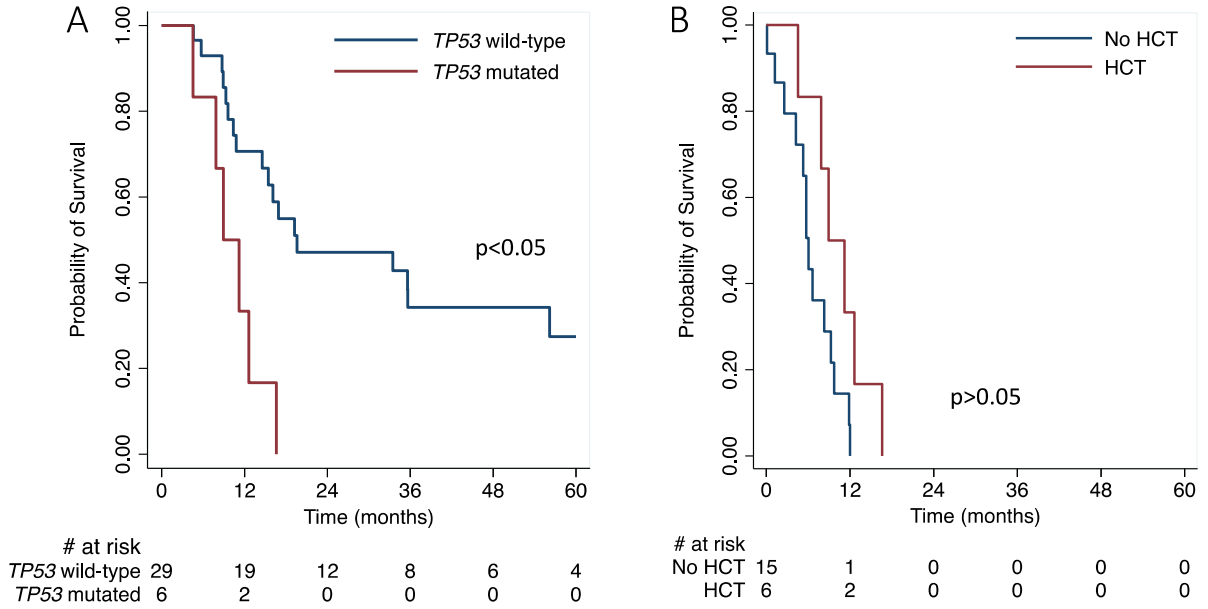 A
1.00
0.80
0.60
0.40
0.20
0.00
Probability of Survival
TP53 wild-type
TP53 mutated
p<0.05
0 12 24 36 48 60
Time (months)
# at risk
TP53 wild-type 29 19 12 8 6 4
TP53 mutated 6 2 0 0 0 0
B
1.00
0.80
0.60
0.40
0.20
0.00
Probability of Survival
No HCT
HCT
p>0.05
0 12 24 36 48 60
Time (months)
# at risk
No HCT 15 1 0 0 0 0
HCT 6 2 0 0 0 0